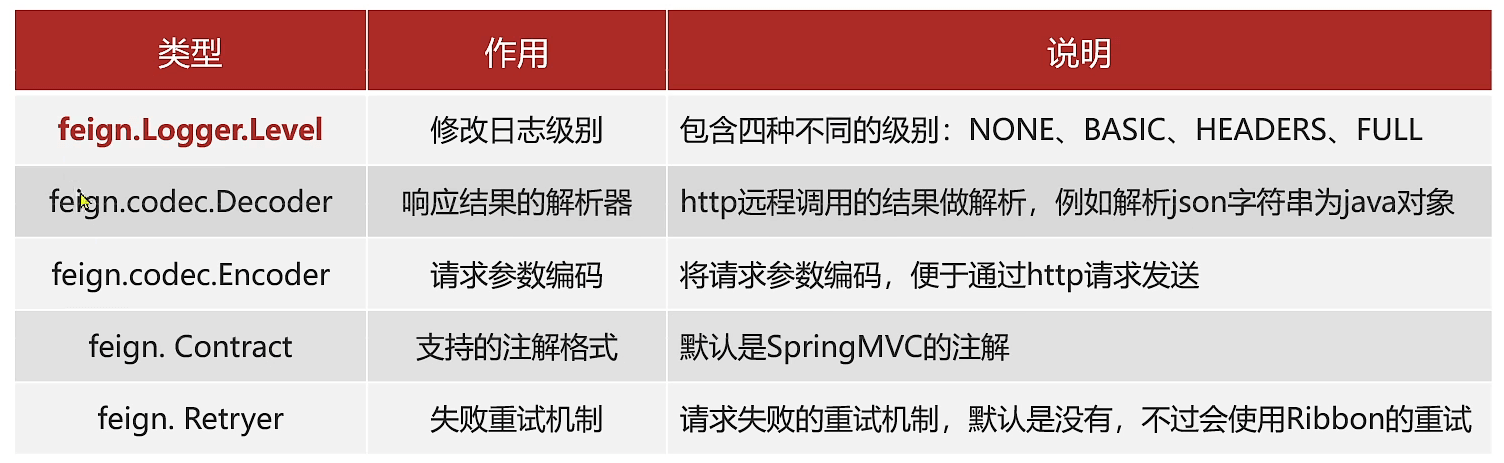 类型 作用 说明
feign.Logger.Level 修改日志级别 包含四种不同的级别：NONE、BASIC、HEADERS、FULL
feign.codec.Decoder 响应结果的解析器 http远程调用的结果做解析，例如解析json字符串为java对象
feign.codec.Encoder 请求参数编码 将请求参数编码，便于通过http请求发送
feign. Contract 支持的注解格式 默认是SpringMVC的注解
feign. Retryer 失败重试机制 请求失败的重试机制，默认是没有，不过会使用Ribbon的重试